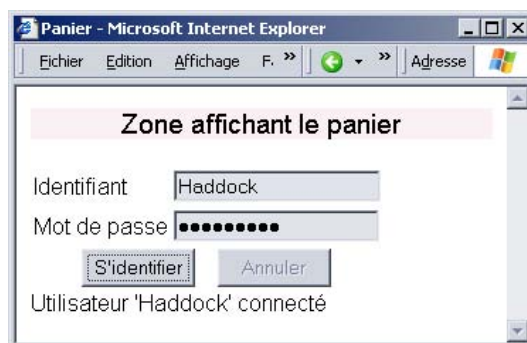 Panier - Microsoft Internet Explorer
Fichier Edition Affichage F. » » Adresse
Zone affichant le panier
Identifiant Haddock
Mot de passe •••••••••
S'identifier Annuler
Utilisateur 'Haddock' connecté